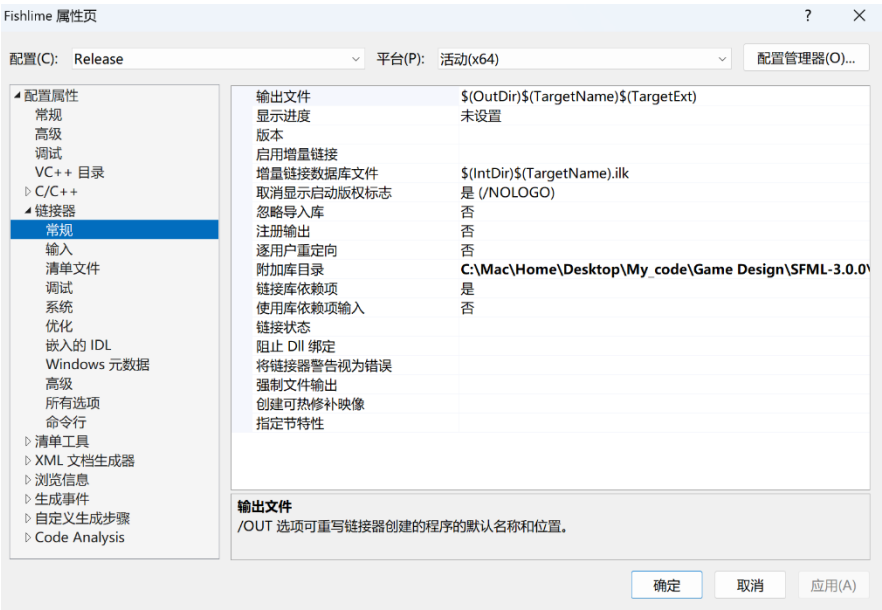 Fishlime 属性页
配置(C): Release 平台(P): 活动(x64) 配置管理器(O)...
配置属性
常规
高级
调试
VC++ 目录
C/C++
链接器
常规
输入
清单文件
调试
系统
优化
嵌入的 IDL
Windows 元数据
高级
所有选项
命令行
清单工具
XML 文档生成器
浏览信息
生成事件
自定义生成步骤
Code Analysis
输出文件 $(OutDir)$(TargetName)$(TargetExt)
显示进度 未设置
版本
启用增量链接
增量链接数据库文件 $(IntDir)$(TargetName).ilk
取消显示启动版权标志 是 (/NOLOGO)
忽略导入库 否
注册输出 否
逐用户重定向 否
附加库目录 C:\Mac\Home\Desktop\My_code\Game Design\SFML-3.0.0\
链接库依赖项 是
使用库依赖项输入 否
链接状态
阻止 Dll 绑定
将链接器警告视为错误
强制文件输出
创建可热修补映像
指定节特性
输出文件
/OUT 选项可重写链接器创建的程序的默认名称和位置。
确定 取消 应用(A)